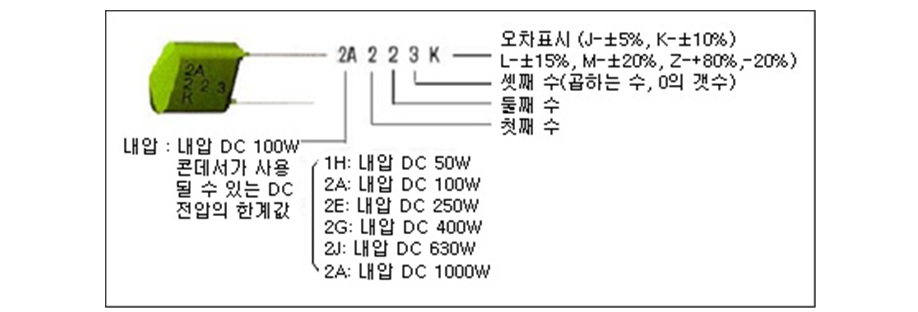 2A
2 2 3
K
2A 2 2 3 K
오차표시 (J-±5%, K-±10%)
L-±15%, M-±20%, Z-+80%,-20%)
셋째 수(곱하는 수, 0의 갯수)
둘째 수
첫째 수
내압 : 내압 DC 100W
콘데서가 사용
될 수 있는 DC
전압의 한계값
1H: 내압 DC 50W
2A: 내압 DC 100W
2E: 내압 DC 250W
2G: 내압 DC 400W
2J: 내압 DC 630W
2A: 내압 DC 1000W